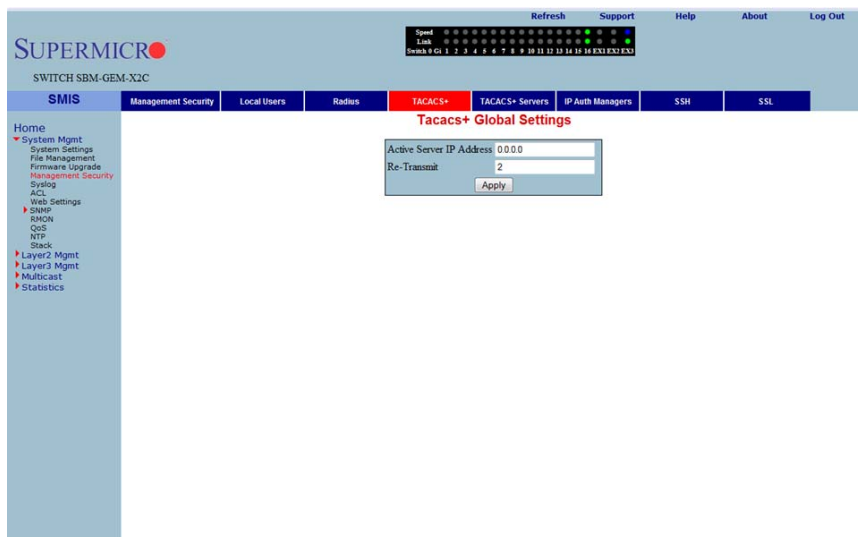 Refresh Support Help About Log Out
SUPERMICRO
Speed
Link
Switch 0 Gi 1 2 3 4 5 6 7 8 9 10 11 12 13 14 15 16 EX1 EX2 EX3
SWITCH SBM-GEM-X2C
SMIS
Management Security Local Users Radius TACACS+ TACACS+ Servers IP Auth Managers SSH SSL
Tacacs+ Global Settings
Home
System Mgmt
System Settings
File Management
Firmware Upgrade
Management Security
Syslog
ACL
Web Settings
SNMP
RMON
QoS
NTP
Stack
Layer2 Mgmt
Layer3 Mgmt
Multicast
Statistics
Active Server IP Address 0.0.0.0
Re-Transmit 2
Apply